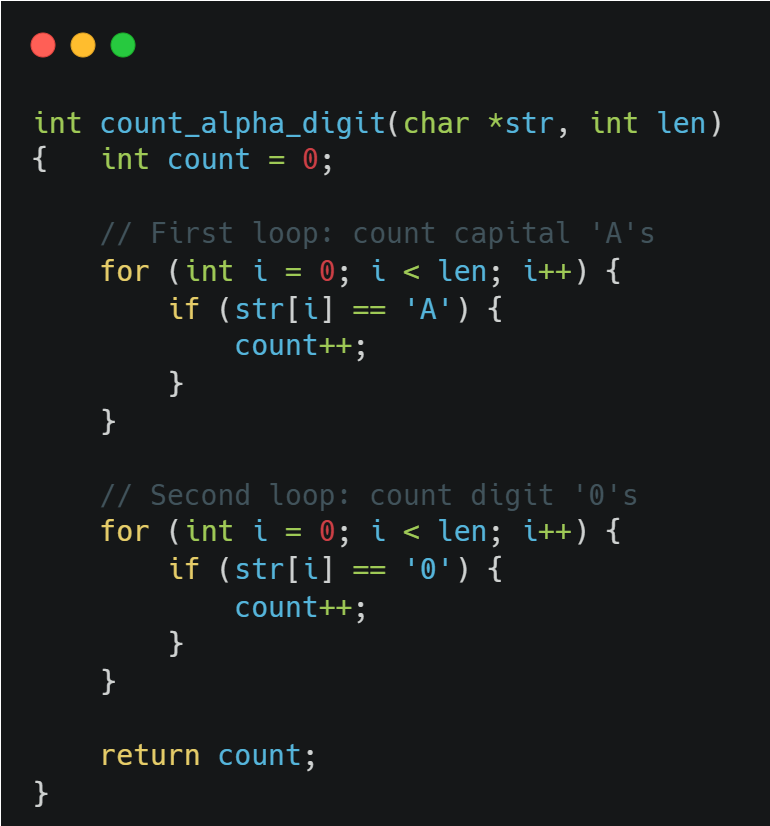 int count_alpha_digit(char *str, int len)
{   int count = 0;

    // First loop: count capital 'A's
    for (int i = 0; i < len; i++) {
        if (str[i] == 'A') {
            count++;
        }
    }

    // Second loop: count digit '0's
    for (int i = 0; i < len; i++) {
        if (str[i] == '0') {
            count++;
        }
    }

    return count;
}